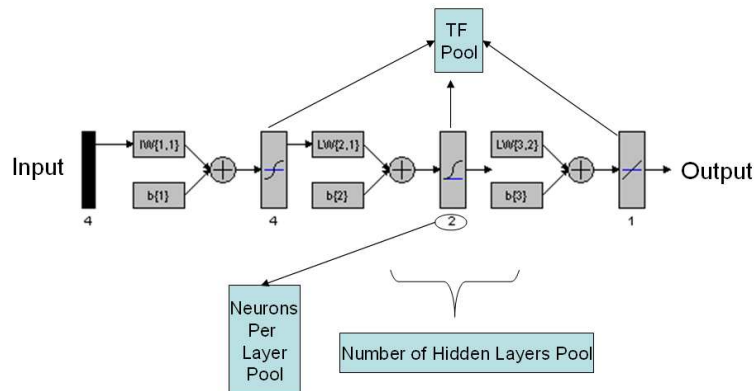 TF
Pool
Input
IW{1,1}
b{1}
LW{2,1}
b{2}
LW{3,2}
b{3}
Output
4
4
2
1
Neurons
Per
Layer
Pool
Number of Hidden Layers Pool